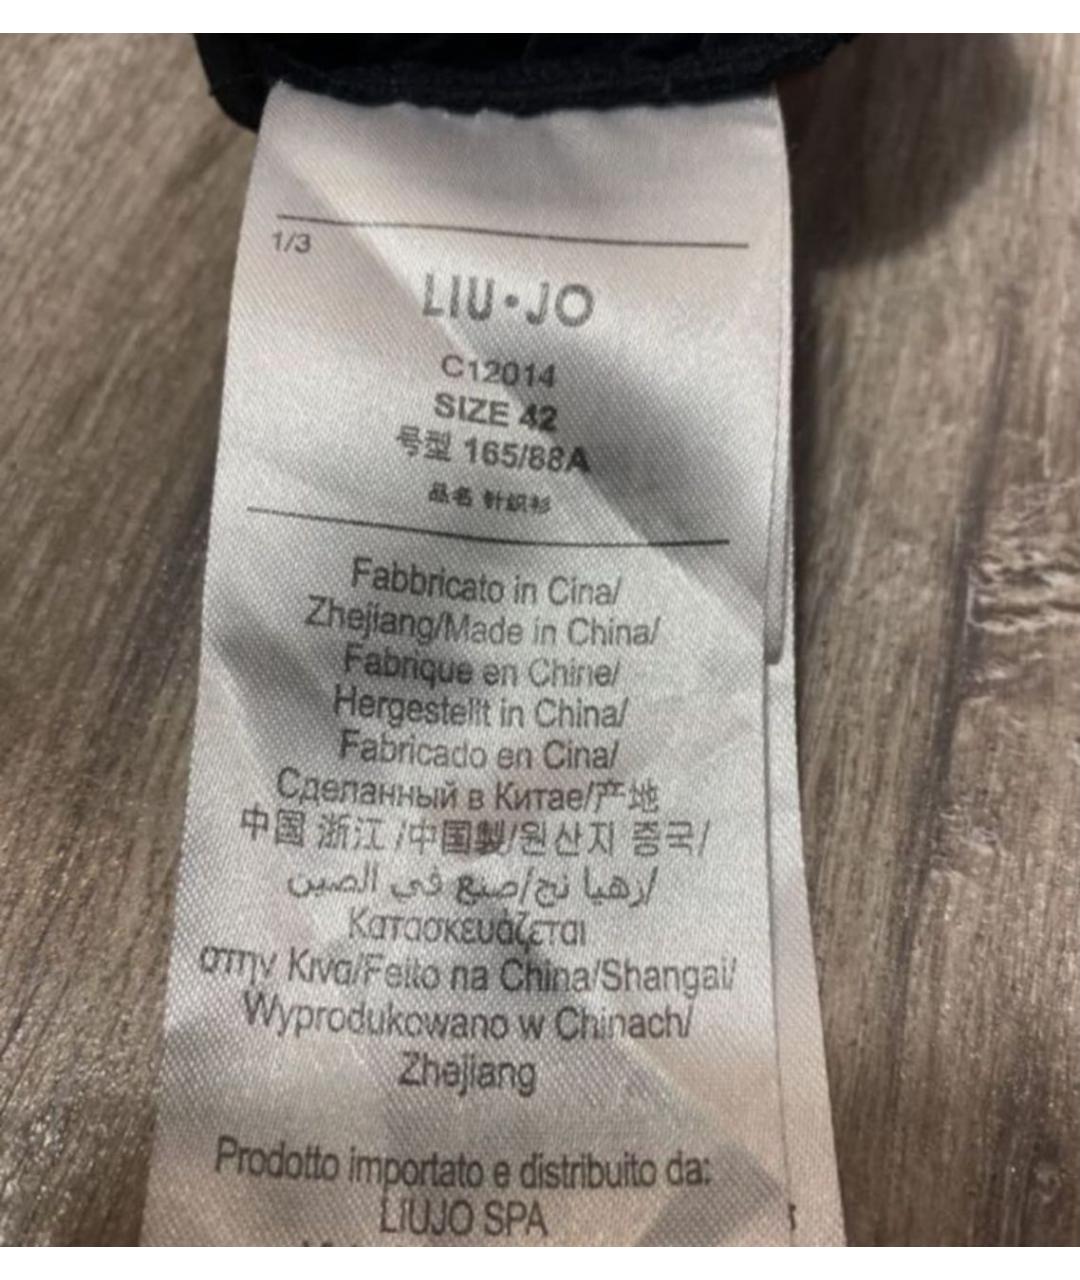 1/3
LIU•JO
C12014
SIZE 42
号型 165/88A
品名 针织衫
Fabbricato in Cina/
Zhejiang/Made in China/
Fabrique en Chine/
Hergestellt in China/
Fabricado en Cina/
Сделанный в Китае/产地
中国 浙江 /中国製/원산지 중국/
صنع في الصين/
Κατασκευάζεται
στην Κινα/Feito na China/Shangai/
Wyprodukowano w Chinach/
Zhejiang
Prodotto importato e distribuito da:
LIUJO SPA